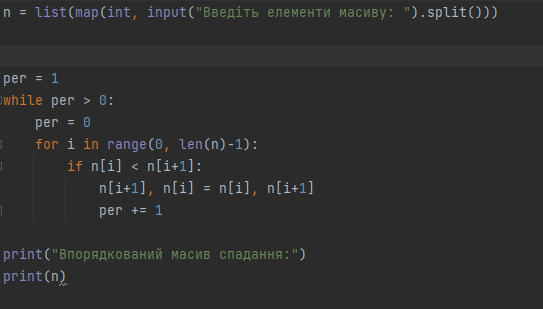 n = list(map(int, input("Введіть елементи масиву: ").split()))
per = 1
while per > 0:
    per = 0
    for i in range(0, len(n)-1):
        if n[i] < n[i+1]:
            n[i+1], n[i] = n[i], n[i+1]
            per += 1
print("Впорядкований масив спадання:")
print(n)